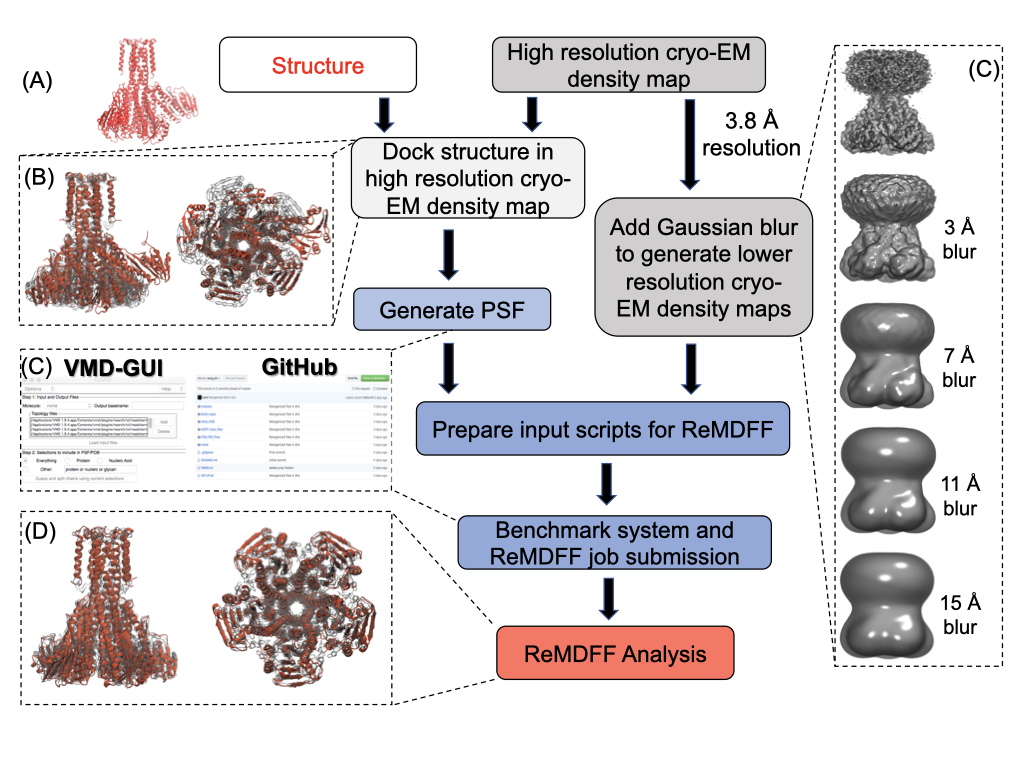 (A)
Structure
High resolution cryo-EM
density map
(C)
3.8 Å
resolution
Dock structure in
high resolution cryo-
EM density map
(B)
Add Gaussian blur
to generate lower
resolution cryo-
EM density maps
3 Å
blur
Generate PSF
7 Å
blur
(C)
VMD-GUI
GitHub
Options
Help
Step 1: Input and Output Files
Molecule:
Output basename:
Topology files
Add
Delete
Load input files
Step 2: Selections to include in PSF/PDB
Everything Protein Nucleic Acid
Other: protein or nucleic or glycan
Guess and split chains using current selections
Prepare input scripts for ReMDFF
11 Å
blur
Benchmark system and
ReMDFF job submission
(D)
15 Å
blur
ReMDFF Analysis